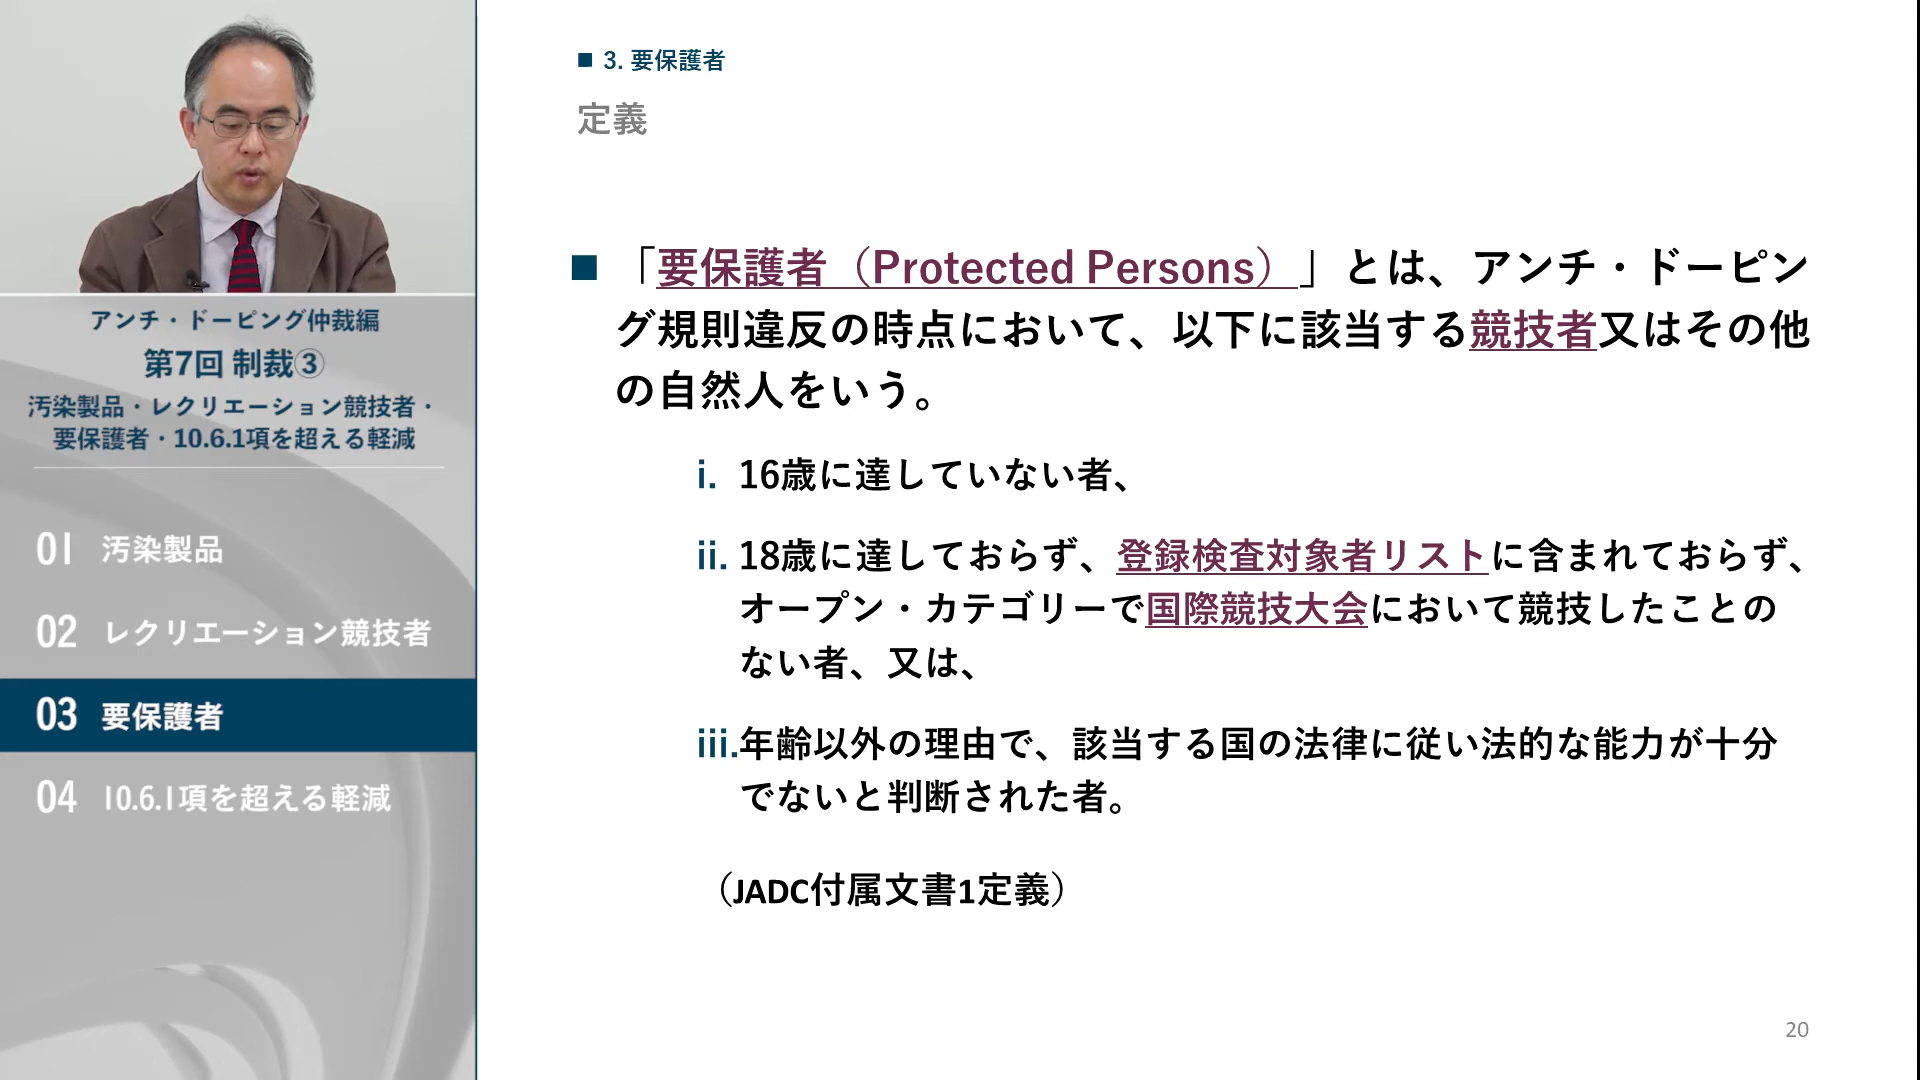 アンチ・ドーピング仲裁編
第7回 制裁③
汚染製品・レクリエーション競技者・
要保護者・10.6.1項を超える軽減
01 汚染製品
02 レクリエーション競技者
03 要保護者
04 10.6.1項を超える軽減
■ 3. 要保護者
定義
■ 「要保護者（Protected Persons）」とは、アンチ・ドーピン
グ規則違反の時点において、以下に該当する競技者又はその他
の自然人をいう。
i. 16歳に達していない者、
ii. 18歳に達しておらず、登録検査対象者リストに含まれておらず、
オープン・カテゴリーで国際競技大会において競技したことの
ない者、又は、
iii.年齢以外の理由で、該当する国の法律に従い法的な能力が十分
でないと判断された者。
（JADC付属文書1定義）
20